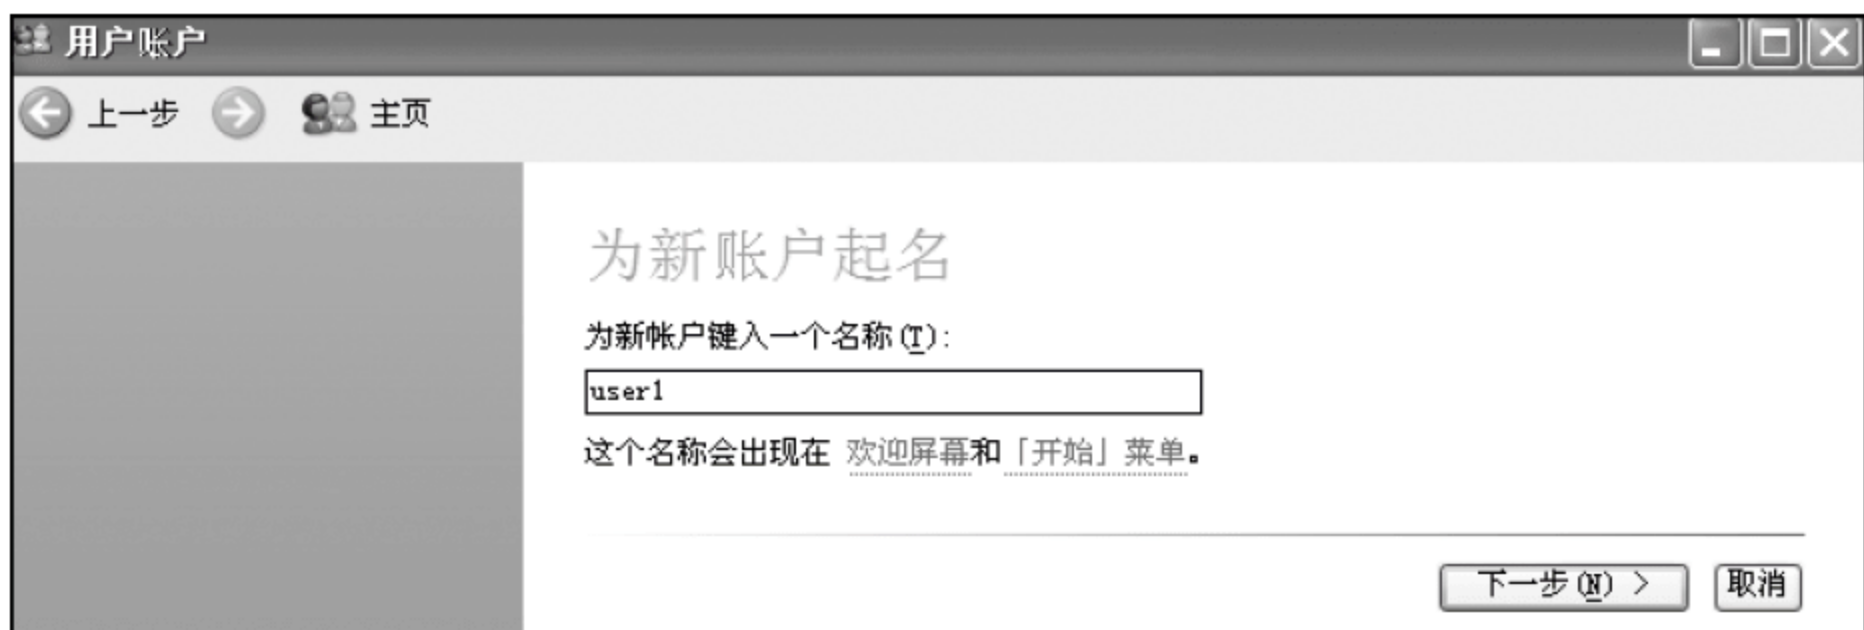 用户账户
上一步 主页
为新账户起名
为新帐户键入一个名称(T):
user1
这个名称会出现在 欢迎屏幕和「开始」菜单。
下一步(N) > 取消